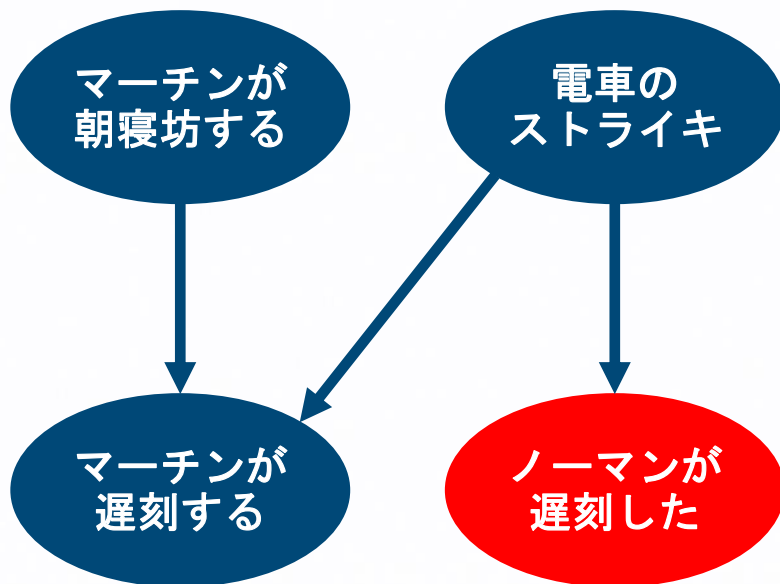 マーチンが
朝寝坊する
電車の
ストライキ
マーチンが
遅刻する
ノーマンが
遅刻した